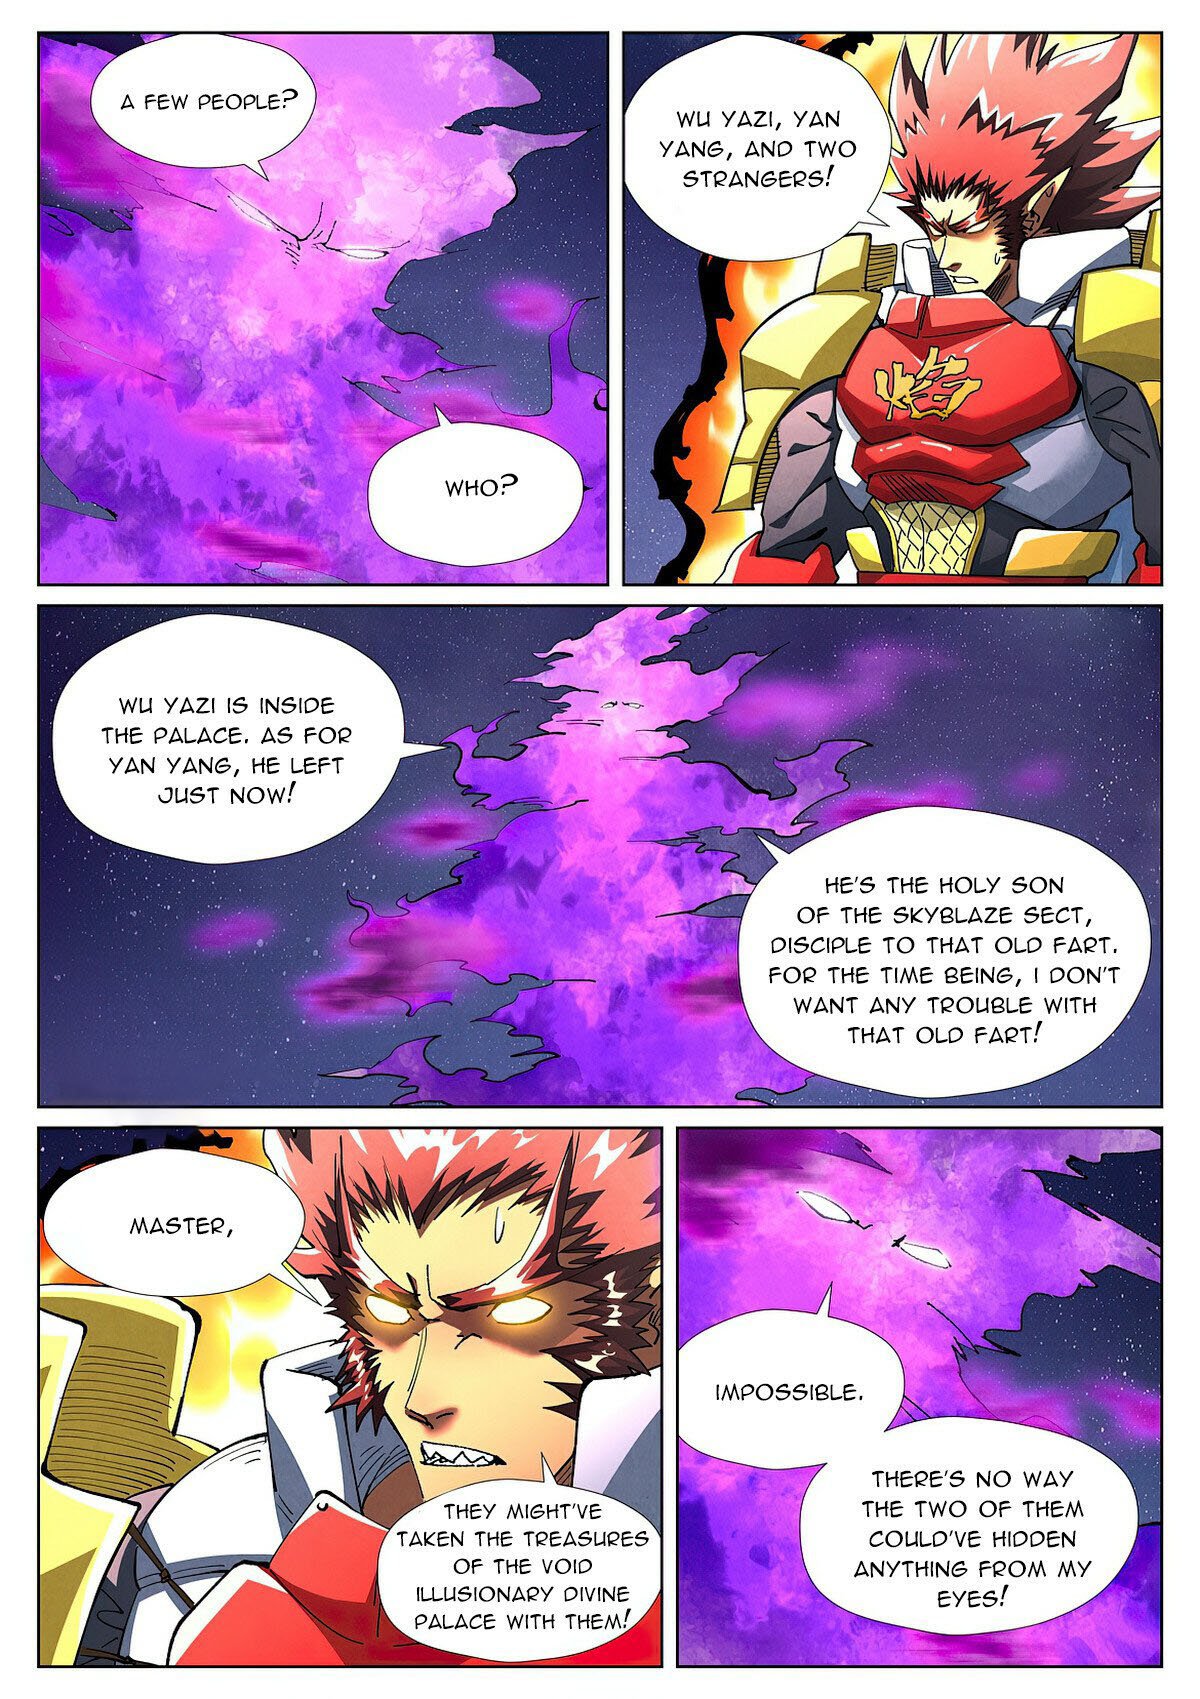 A FEW PEOPLE?
WHO?
WU YAZI, YAN
YANG, AND TWO
STRANGERS!
焰
WU YAZI IS INSIDE
THE PALACE. AS FOR
YAN YANG, HE LEFT
JUST NOW!
HE'S THE HOLY SON
OF THE SKYBLAZE SECT,
DISCIPLE TO THAT OLD FART.
FOR THE TIME BEING, I DON'T
WANT ANY TROUBLE WITH
THAT OLD FART!
MASTER,
THEY MIGHT'VE
TAKEN THE TREASURES
OF THE VOID
ILLUSIONARY DIVINE
PALACE WITH THEM!
IMPOSSIBLE.
THERE'S NO WAY
THE TWO OF THEM
COULD'VE HIDDEN
ANYTHING FROM MY
EYES!